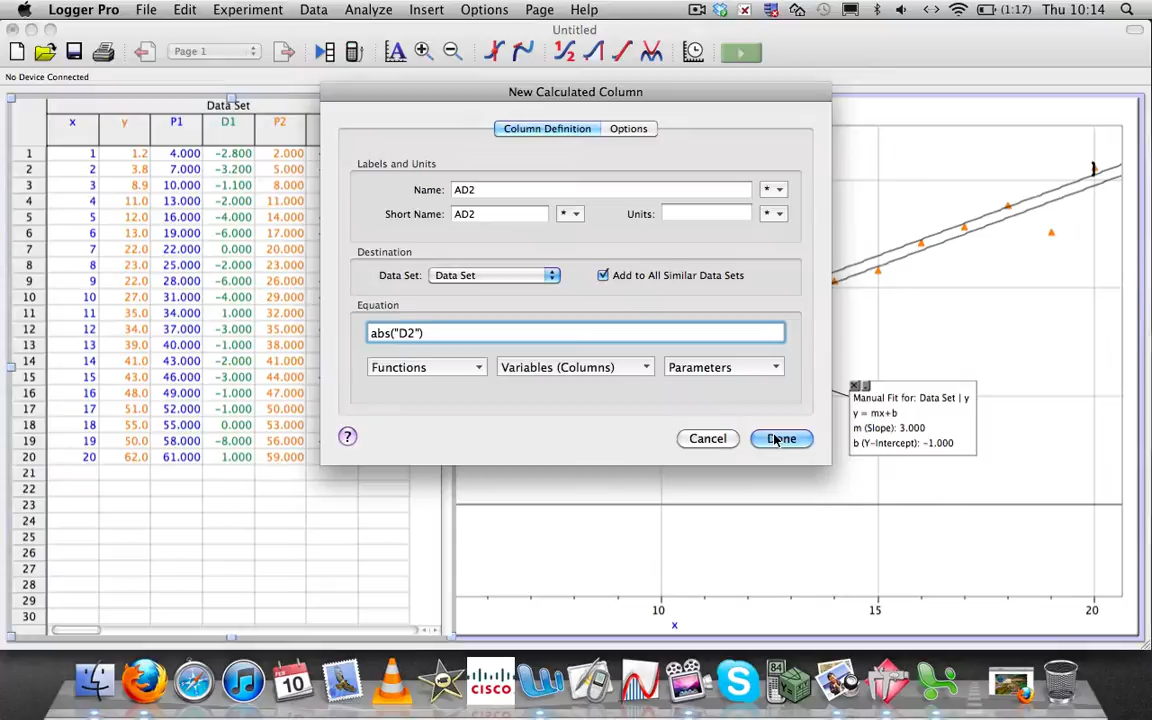 Logger Pro File Edit Experiment Data Analyze Insert Options Page Help (1:17) Thu 10:14
Untitled
Page 1
No Device Connected
Data Set
x y P1 D1 P2
1 1 1.2 4.000 −2.800 2.000
2 2 3.8 7.000 −3.200 5.000
3 3 8.9 10.000 −1.100 8.000
4 4 11.0 13.000 −2.000 11.000
5 5 12.0 16.000 −4.000 14.000
6 6 13.0 19.000 −6.000 17.000
7 7 22.0 22.000 0.000 20.000
8 8 23.0 25.000 −2.000 23.000
9 9 22.0 28.000 −6.000 26.000
10 10 27.0 31.000 −4.000 29.000
11 11 35.0 34.000 1.000 32.000
12 12 34.0 37.000 −3.000 35.000
13 13 39.0 40.000 −1.000 38.000
14 14 41.0 43.000 −2.000 41.000
15 15 43.0 46.000 −3.000 44.000
16 16 48.0 49.000 −1.000 47.000
17 17 51.0 52.000 −1.000 50.000
18 18 55.0 55.000 0.000 53.000
19 19 50.0 58.000 −8.000 56.000
20 20 62.0 61.000 1.000 59.000
21
22
23
24
25
26
27
28
29
30
New Calculated Column
Column Definition Options
Labels and Units
Name: AD2 *
Short Name: AD2 * Units: *
Destination
Data Set: Data Set Add to All Similar Data Sets
Equation
abs("D2")
Functions Variables (Columns) Parameters
? Cancel Done
Manual Fit for: Data Set | y
y = mx+b
m (Slope): 3.000
b (Y-Intercept): −1.000
10 15 20
x
DEC
10
CISCO
84